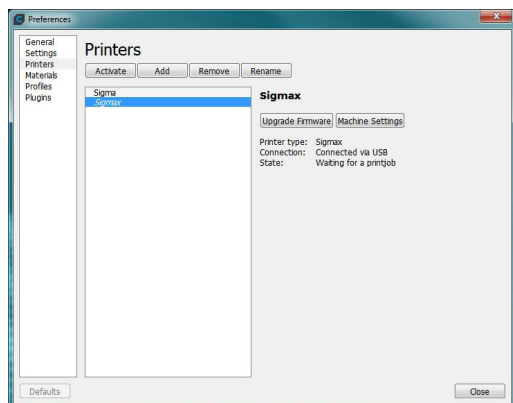 Preferences
General
Settings
Printers
Materials
Profiles
Plugins
Printers
Activate Add Remove Rename
Sigma
Sigmax
Sigmax
Upgrade Firmware Machine Settings
Printer type: Sigmax
Connection: Connected via USB
State: Waiting for a printjob
Defaults Close